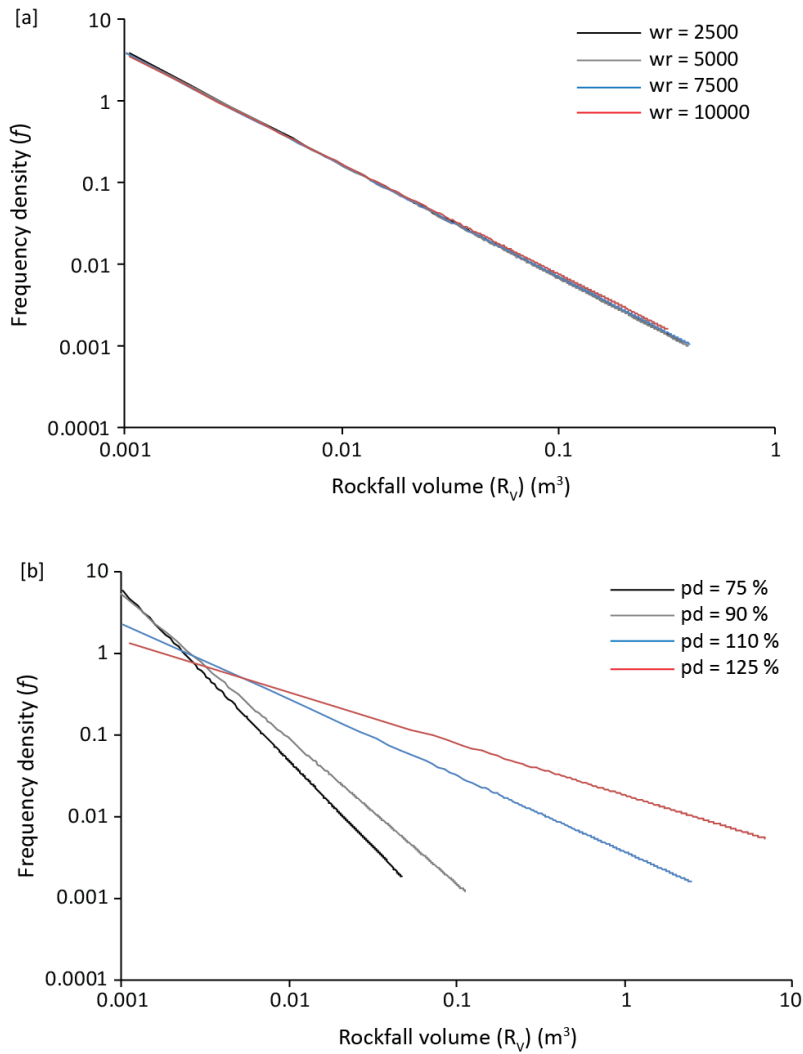 [a]
10
1
0.1
0.01
0.001
0.0001
Frequency density (f)
wr = 2500
wr = 5000
wr = 7500
wr = 10000
0.001 0.01 0.1 1
Rockfall volume (RV) (m³)
[b]
10
1
0.1
0.01
0.001
0.0001
Frequency density (f)
pd = 75 %
pd = 90 %
pd = 110 %
pd = 125 %
0.001 0.01 0.1 1 10
Rockfall volume (RV) (m³)